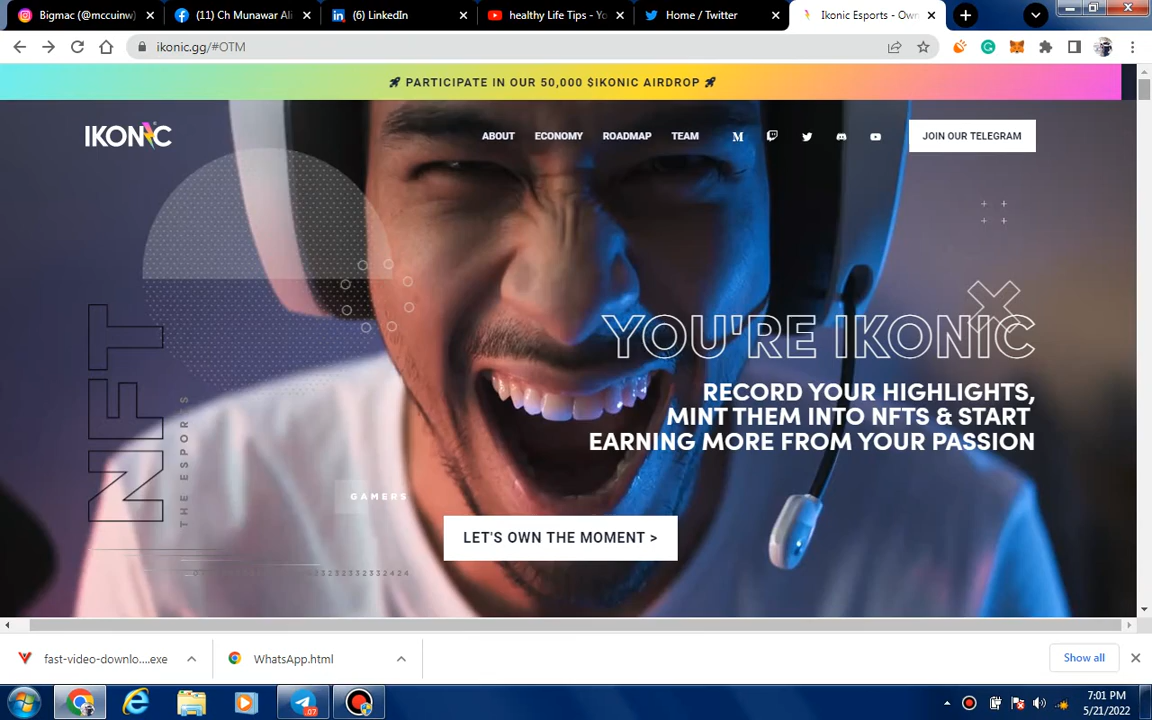 Bigmac (@mccuinw)
(11) Ch Munawar Ali
(6) LinkedIn
healthy Life Tips - Yo
Home / Twitter
Ikonic Esports - Own
ikonic.gg/#OTM
🚀 PARTICIPATE IN OUR 50,000 $IKONIC AIRDROP 🚀
IKONIC
ABOUT
ECONOMY
ROADMAP
TEAM
JOIN OUR TELEGRAM
YOU'RE IKONIC
RECORD YOUR HIGHLIGHTS,
MINT THEM INTO NFTS & START
EARNING MORE FROM YOUR PASSION
NFT
THE ESPORTS
GAMERS
LET'S OWN THE MOMENT >
fast-video-downlo....exe
WhatsApp.html
Show all
07
7:01 PM
5/21/2022